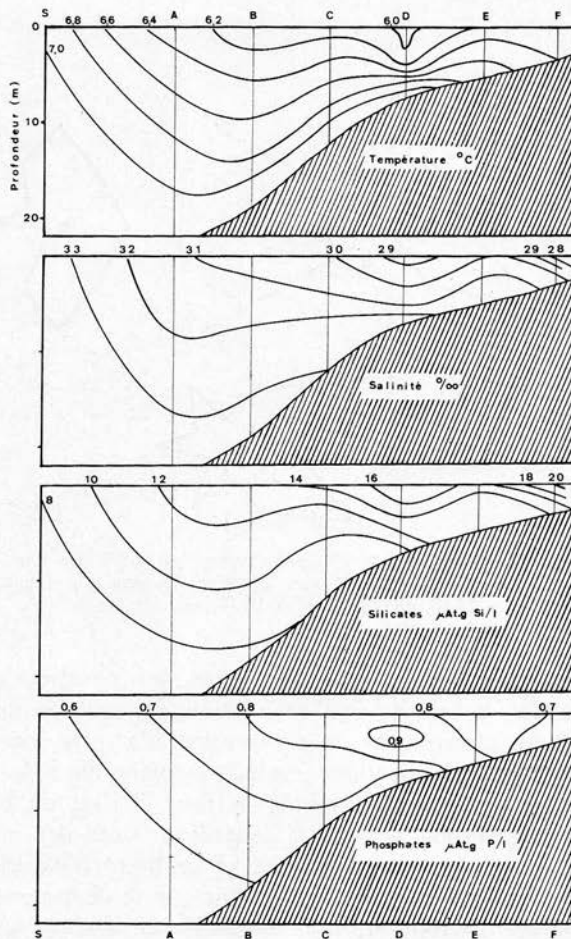 S A B C D E F
6,8 6,6 6,4 6,2 6,0
7,0
0
10
20
Profondeur (m)
Température °C
33 32 31 30 29 29 28
Salinité °/oo
8 10 12 14 16 18 20
Silicates µAt.g Si/l
0,6 0,7 0,8 0,8 0,7
0,9
Phosphates µAt.g P/l
S A B C D E F